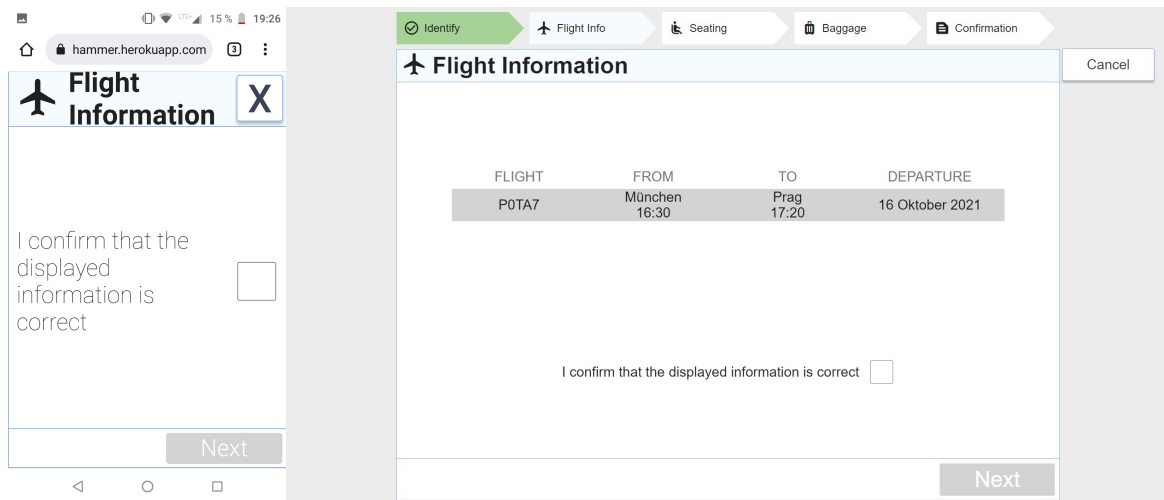 LTE+ 15 % 19:26
hammer.herokuapp.com 3
Flight
Information
X
I confirm that the
displayed
information is
correct
Next
Identify Flight Info Seating Baggage Confirmation
Flight Information
Cancel
FLIGHT FROM TO DEPARTURE
P0TA7 München Prag 16 Oktober 2021
16:30 17:20
I confirm that the displayed information is correct
Next